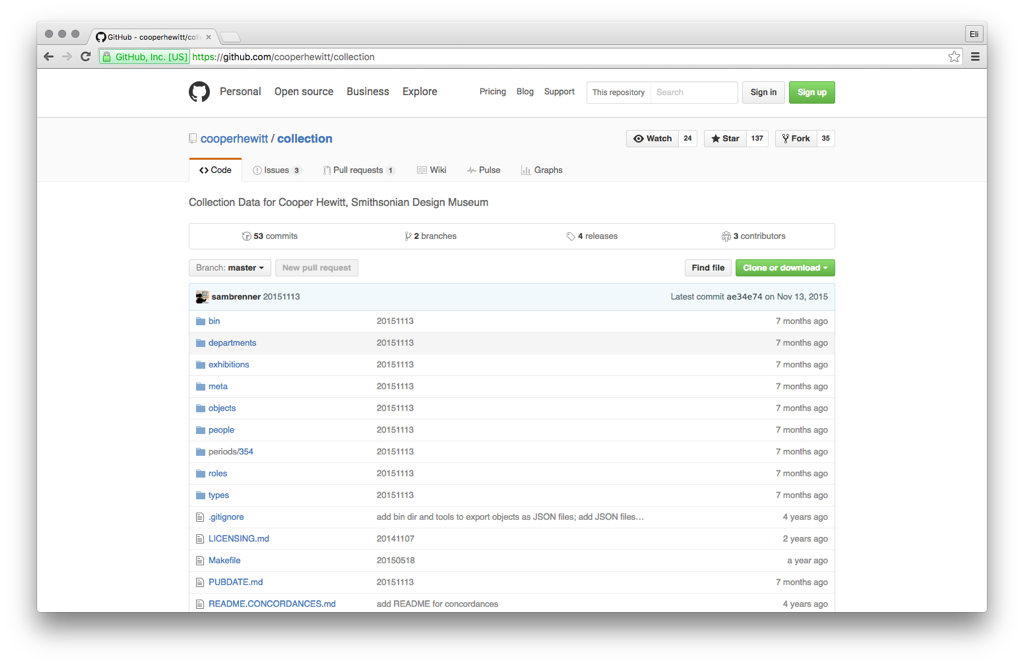 GitHub - cooperhewitt/coll
Eli
GitHub, Inc. [US] https://github.com/cooperhewitt/collection
Personal Open source Business Explore Pricing Blog Support This repository Search Sign in Sign up
cooperhewitt / collection Watch 24 Star 137 Fork 35
Code Issues 3 Pull requests 1 Wiki Pulse Graphs
Collection Data for Cooper Hewitt, Smithsonian Design Museum
53 commits 2 branches 4 releases 3 contributors
Branch: master New pull request Find file Clone or download
sambrenner 20151113 Latest commit ae34e74 on Nov 13, 2015
bin 20151113 7 months ago
departments 20151113 7 months ago
exhibitions 20151113 7 months ago
meta 20151113 7 months ago
objects 20151113 7 months ago
people 20151113 7 months ago
periods/354 20151113 7 months ago
roles 20151113 7 months ago
types 20151113 7 months ago
.gitignore add bin dir and tools to export objects as JSON files; add JSON files… 4 years ago
LICENSING.md 20141107 2 years ago
Makefile 20150518 a year ago
PUBDATE.md 20151113 7 months ago
README.CONCORDANCES.md add README for concordances 4 years ago